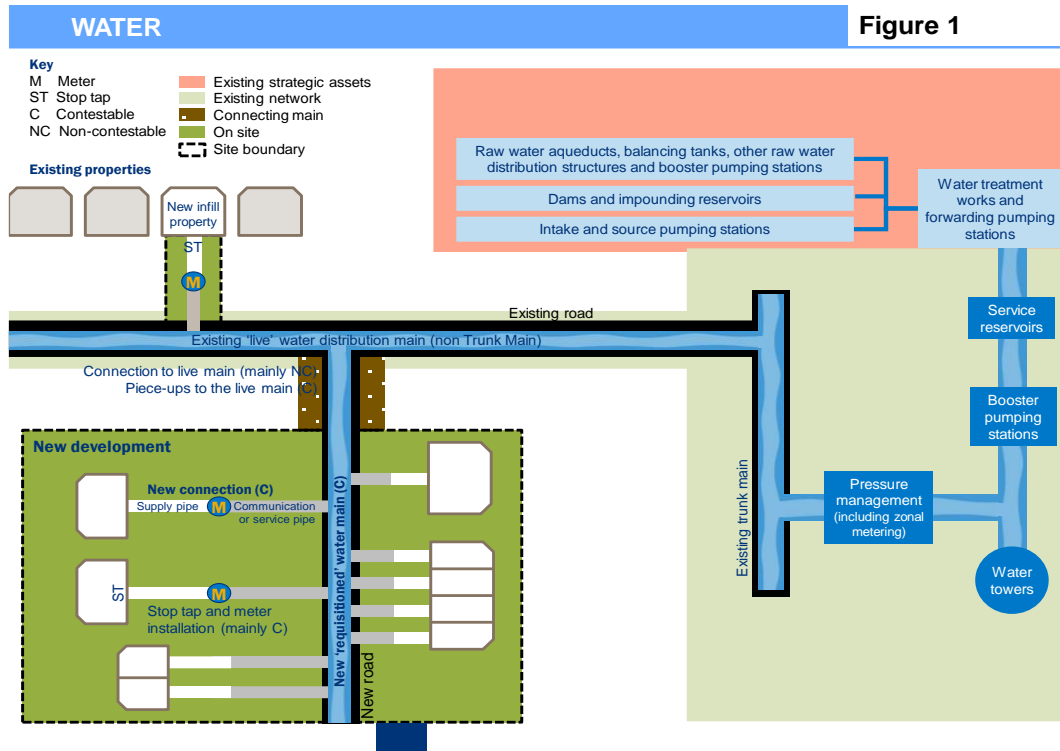 WATER
Figure 1
Key
M Meter
ST Stop tap
C Contestable
NC Non-contestable
Existing strategic assets
Existing network
Connecting main
On site
Site boundary
Existing properties
New infill
property
ST
M
Raw water aqueducts, balancing tanks, other raw water
distribution structures and booster pumping stations
Dams and impounding reservoirs
Intake and source pumping stations
Water treatment
works and
forwarding pumping
stations
Existing road
Existing 'live' water distribution main (non Trunk Main)
Connection to live main (mainly NC)
Piece-ups to the live main (C)
Service
reservoirs
Booster
pumping
stations
Pressure
management
(including zonal
metering)
Water
towers
Existing trunk main
New development
New connection (C)
Supply pipe
M
Communication
or service pipe
ST
M
Stop tap and meter
installation (mainly C)
New 'requisitioned' water main (C)
New road